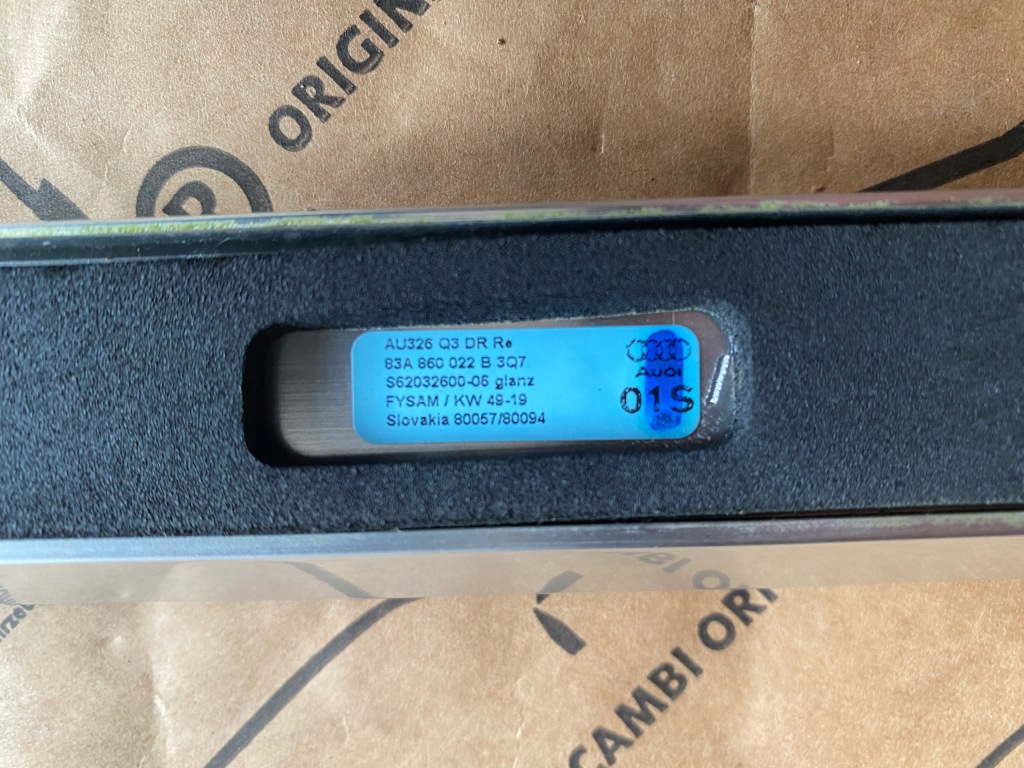 ORIGIN
R
AU326 Q3 DR Re
83A 860 022 B 3Q7
S62032600-06 glanz
FYSAM / KW 49-19
Slovakia 80057/80094
Audi
01S
CAMBI ORI